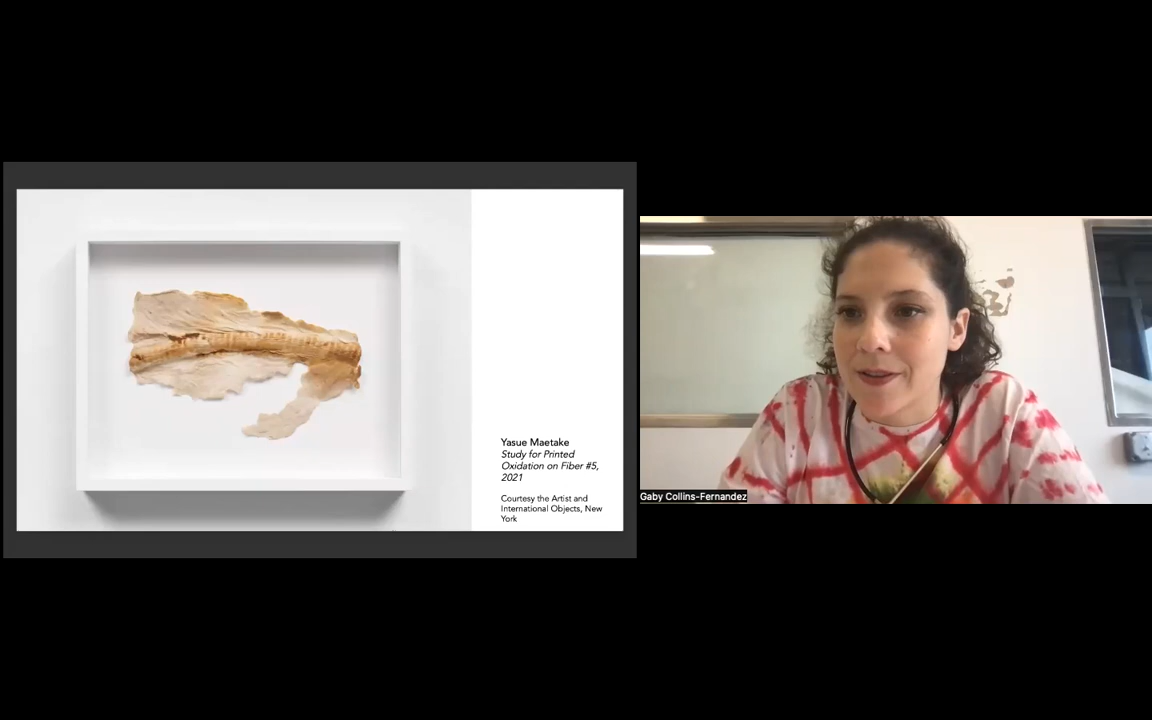 Yasue Maetake
Study for Printed
Oxidation on Fiber #5,
2021
Courtesy the Artist and
International Objects, New
York
Gaby Collins-Fernandez